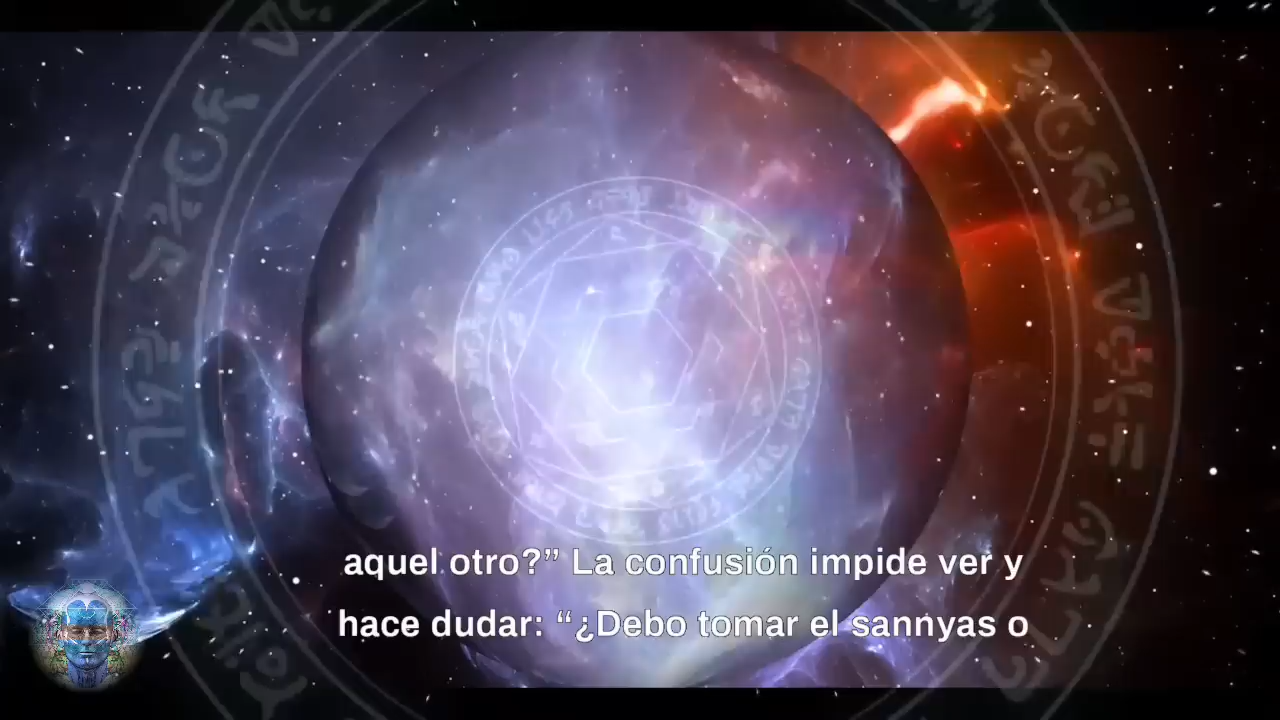 aquel otro?” La confusión impide ver y
hace dudar: “¿Debo tomar el sannyas o